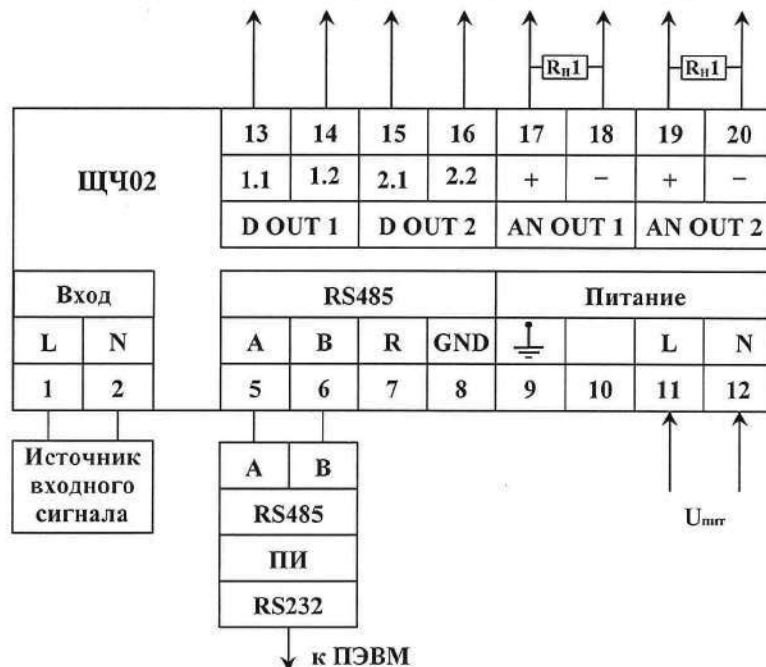 Rн1 Rн1
13 14 15 16 17 18 19 20
ЩЧ02
1.1 1.2 2.1 2.2 + − + −
D OUT 1 D OUT 2 AN OUT 1 AN OUT 2
Вход RS485 Питание
L N A B R GND L N
1 2 5 6 7 8 9 10 11 12
Источник
входного
сигнала
A B
RS485
ПИ
RS232
Uпит
к ПЭВМ